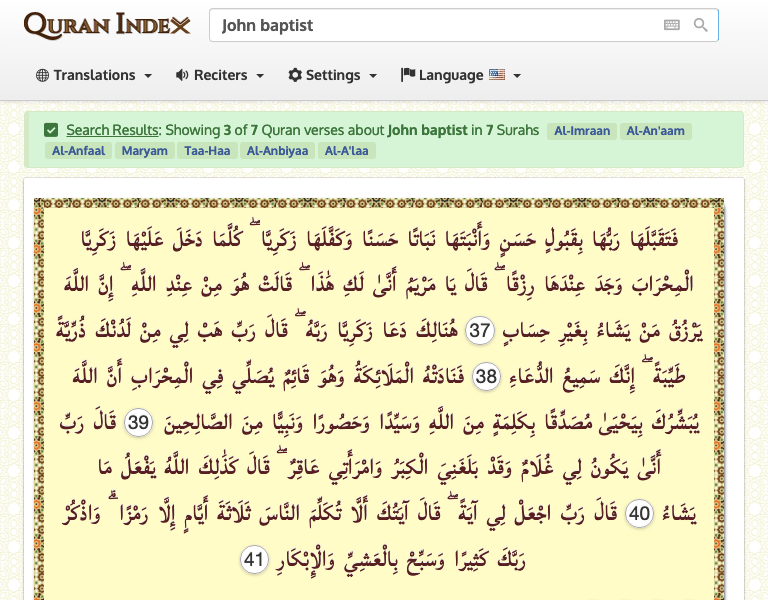 QURAN INDEX
John baptist
Translations Reciters Settings Language
Search Results: Showing 3 of 7 Quran verses about John baptist in 7 Surahs Al-Imraan Al-An'aam
Al-Anfaal Maryam Taa-Haa Al-Anbiyaa Al-A'laa
فَتَقَبَّلَهَا رَبُّهَا بِقَبُولٍ حَسَنٍ وَأَنْبَتَهَا نَبَاتًا حَسَنًا وَكَفَّلَهَا زَكَرِيَّا ۖ كُلَّمَا دَخَلَ عَلَيْهَا زَكَرِيَّا
الْمِحْرَابَ وَجَدَ عِنْدَهَا رِزْقًا ۖ قَالَ يَا مَرْيَمُ أَنَّىٰ لَكِ هَٰذَا ۖ قَالَتْ هُوَ مِنْ عِنْدِ اللَّهِ ۖ إِنَّ اللَّهَ
يَرْزُقُ مَنْ يَشَاءُ بِغَيْرِ حِسَابٍ 37 هُنَالِكَ دَعَا زَكَرِيَّا رَبَّهُ ۖ قَالَ رَبِّ هَبْ لِي مِنْ لَدُنْكَ ذُرِّيَّةً
طَيِّبَةً ۖ إِنَّكَ سَمِيعُ الدُّعَاءِ 38 فَنَادَتْهُ الْمَلَائِكَةُ وَهُوَ قَائِمٌ يُصَلِّي فِي الْمِحْرَابِ أَنَّ اللَّهَ
يُبَشِّرُكَ بِيَحْيَىٰ مُصَدِّقًا بِكَلِمَةٍ مِنَ اللَّهِ وَسَيِّدًا وَحَصُورًا وَنَبِيًّا مِنَ الصَّالِحِينَ 39 قَالَ رَبِّ
أَنَّىٰ يَكُونُ لِي غُلَامٌ وَقَدْ بَلَغَنِيَ الْكِبَرُ وَامْرَأَتِي عَاقِرٌ ۖ قَالَ كَذَٰلِكَ اللَّهُ يَفْعَلُ مَا
يَشَاءُ 40 قَالَ رَبِّ اجْعَلْ لِي آيَةً ۖ قَالَ آيَتُكَ أَلَّا تُكَلِّمَ النَّاسَ ثَلَاثَةَ أَيَّامٍ إِلَّا رَمْزًا ۗ وَاذْكُرْ
رَبَّكَ كَثِيرًا وَسَبِّحْ بِالْعَشِيِّ وَالْإِبْكَارِ 41